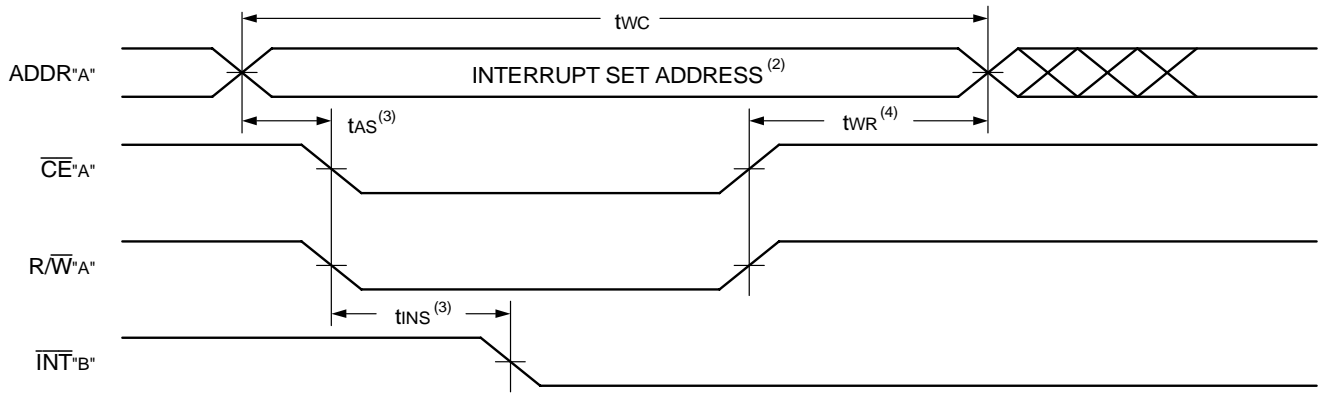 tWC
ADDR"A"
INTERRUPT SET ADDRESS(2)
tAS(3)
tWR(4)
CE"A"
R/W"A"
tINS(3)
INT"B"